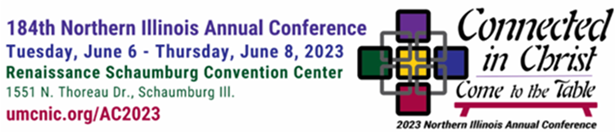 184th Northern Illinois Annual Conference
Tuesday, June 6 - Thursday, June 8, 2023
Renaissance Schaumburg Convention Center
1551 N. Thoreau Dr., Schaumburg Ill.
umcnic.org/AC2023
Connected
in Christ
Come to the Table
2023 Northern Illinois Annual Conference